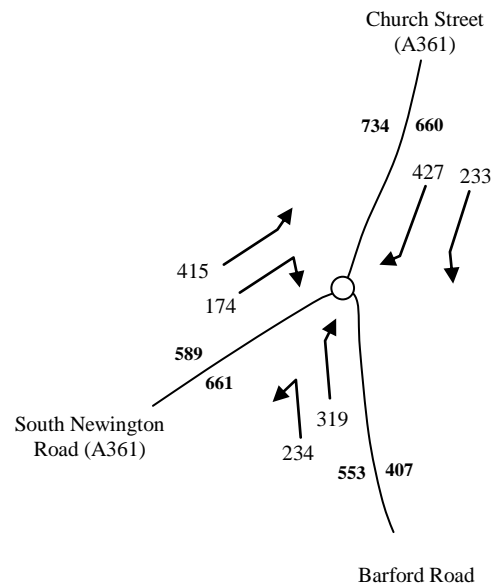 Church Street
(A361)
734 660
427 233
415
174
589
661
South Newington
Road (A361)
319
234
553 407
Barford Road